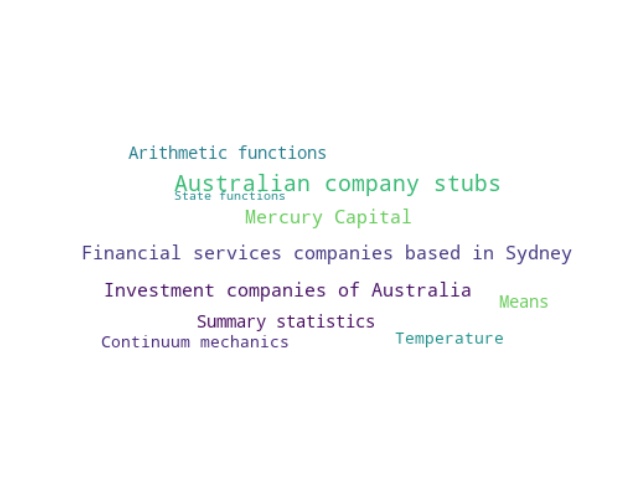 Arithmetic functions
Australian company stubs
State functions
Mercury Capital
Financial services companies based in Sydney
Investment companies of Australia
Means
Summary statistics
Temperature
Continuum mechanics